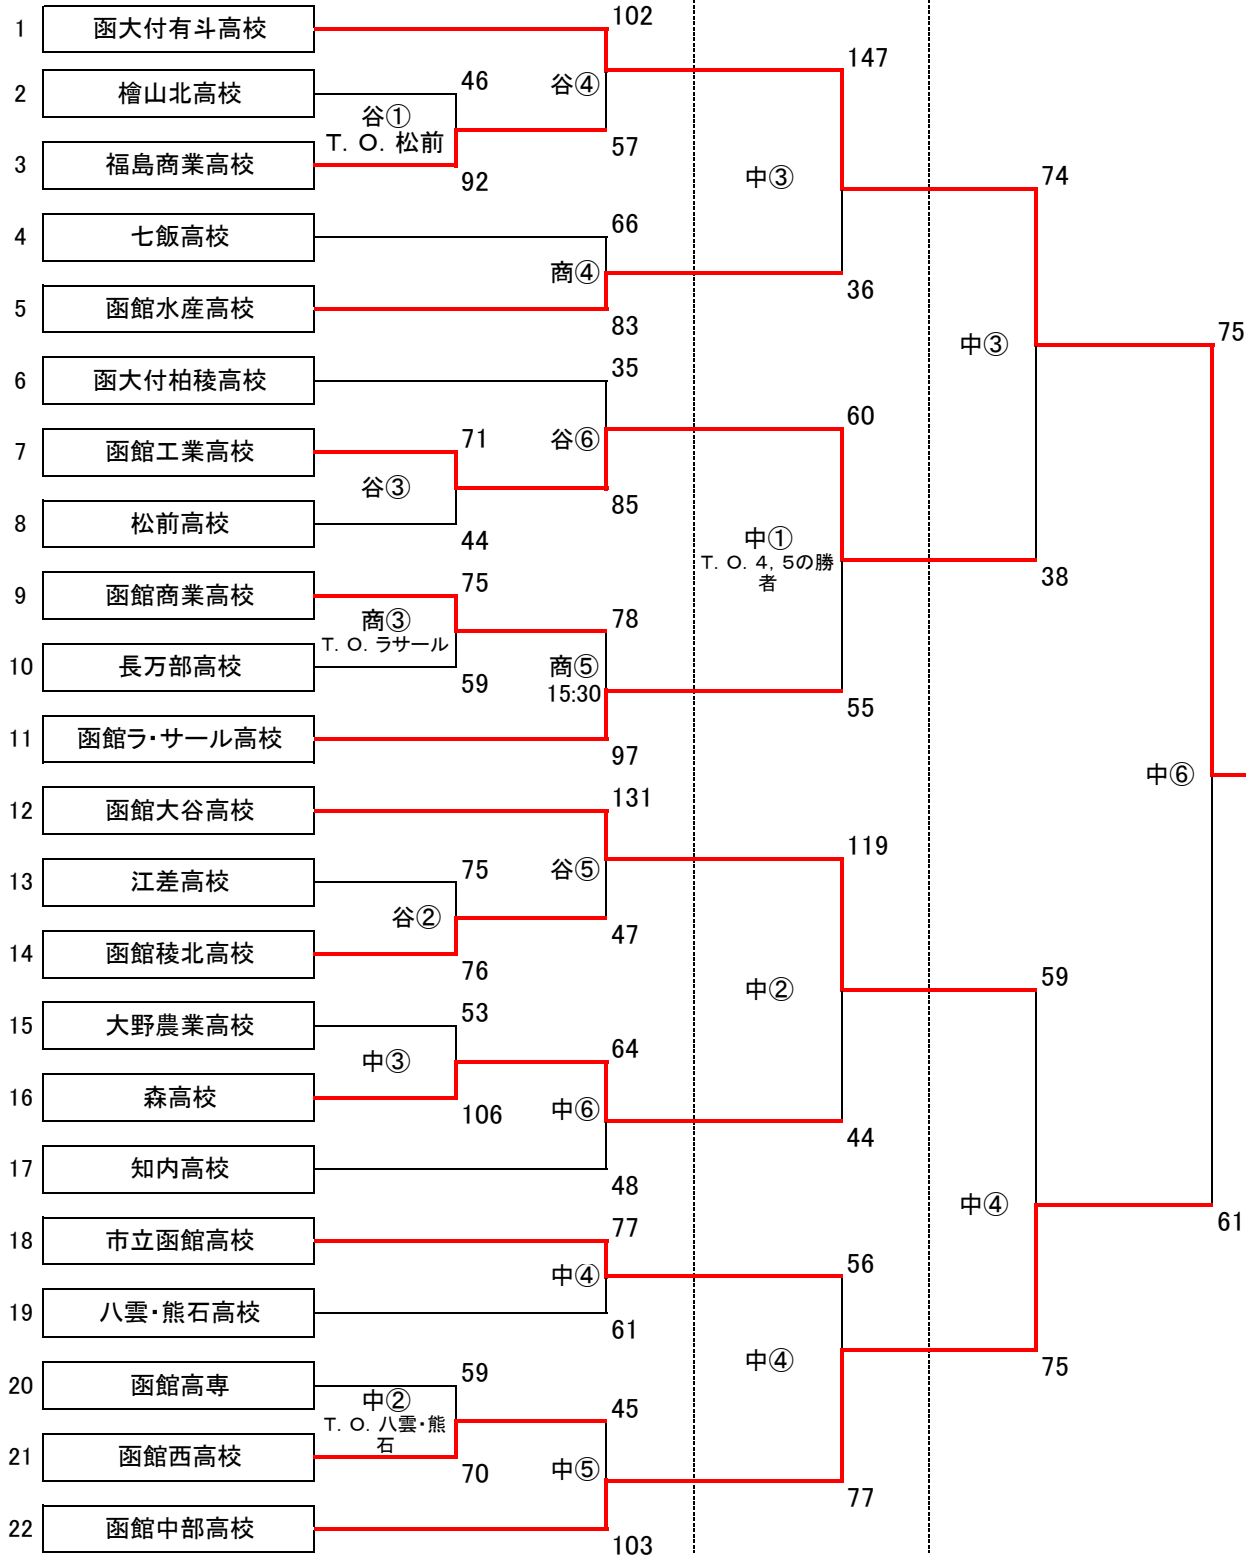 1 函大付有斗高校
2 檜山北高校
3 福島商業高校
4 七飯高校
5 函館水産高校
6 函大付柏稜高校
7 函館工業高校
8 松前高校
9 函館商業高校
10 長万部高校
11 函館ラ・サール高校
12 函館大谷高校
13 江差高校
14 函館稜北高校
15 大野農業高校
16 森高校
17 知内高校
18 市立函館高校
19 八雲・熊石高校
20 函館高専
21 函館西高校
22 函館中部高校
46
谷①
T. O. 松前
92
71
谷③
44
75
商③
T. O. ラサール
59
75
谷②
76
53
中③
106
59
中②
T. O. 八雲・熊
石
70
102
谷④
57
66
商④
83
35
谷⑥
85
78
商⑤
15:30
97
131
谷⑤
47
64
中⑥
48
77
中④
61
45
中⑤
103
147
中③
36
60
中①
T. O. 4, 5の勝
者
55
119
中②
44
56
中④
77
74
中③
38
59
中④
75
75
中⑥
61